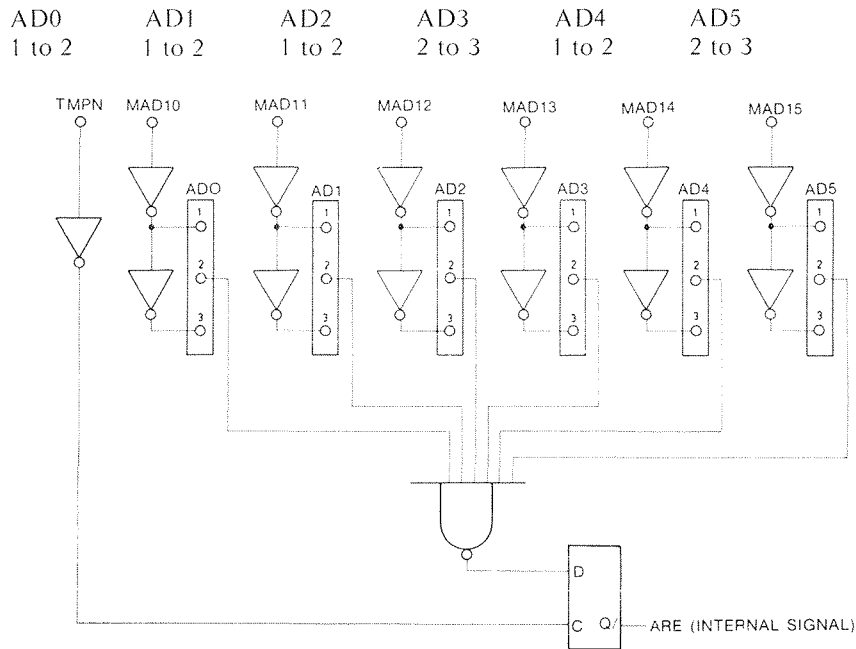 AD0 AD1 AD2 AD3 AD4 AD5
1 to 2 1 to 2 1 to 2 2 to 3 1 to 2 2 to 3
TMPN MAD10 MAD11 MAD12 MAD13 MAD14 MAD15
ADO AD1 AD2 AD3 AD4 AD5
1 1 1 1 1 1
2 2 2 2 2 2
3 3 3 3 3 3
D
C Q/ ARE (INTERNAL SIGNAL)